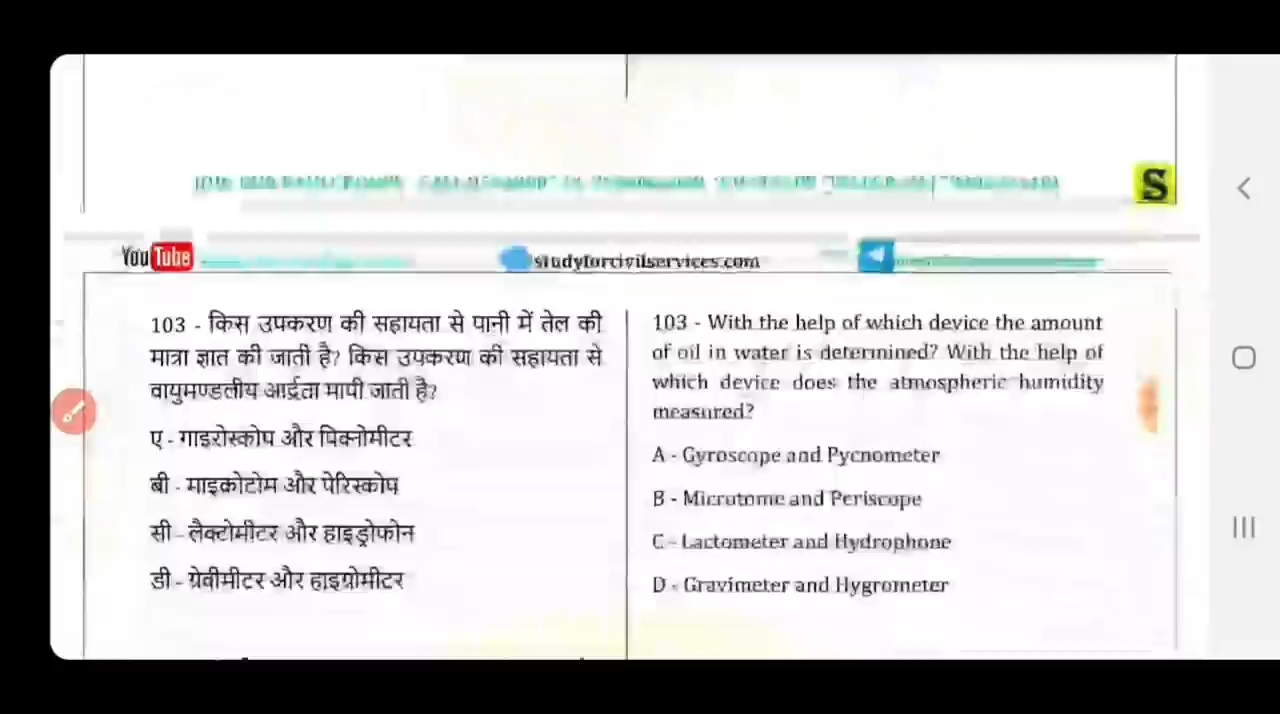 S
YouTube
studyforcivilservices.com
103 - किस उपकरण की सहायता से पानी में तेल की
मात्रा ज्ञात की जाती है? किस उपकरण की सहायता से
वायुमण्डलीय आर्द्रता मापी जाती है?
ए - गाइरोस्कोप और पिक्नोमीटर
बी - माइकोटोम और पेरिस्कोप
सी - लैक्टोमीटर और हाइड्रोफोन
डी - ग्रेवीमीटर और हाइग्रोमीटर
103 - With the help of which device the amount
of oil in water is determined? With the help of
which device does the atmospheric humidity
measured?
A - Gyroscope and Pycnometer
B - Microtome and Periscope
C - Lactometer and Hydrophone
D - Gravimeter and Hygrometer